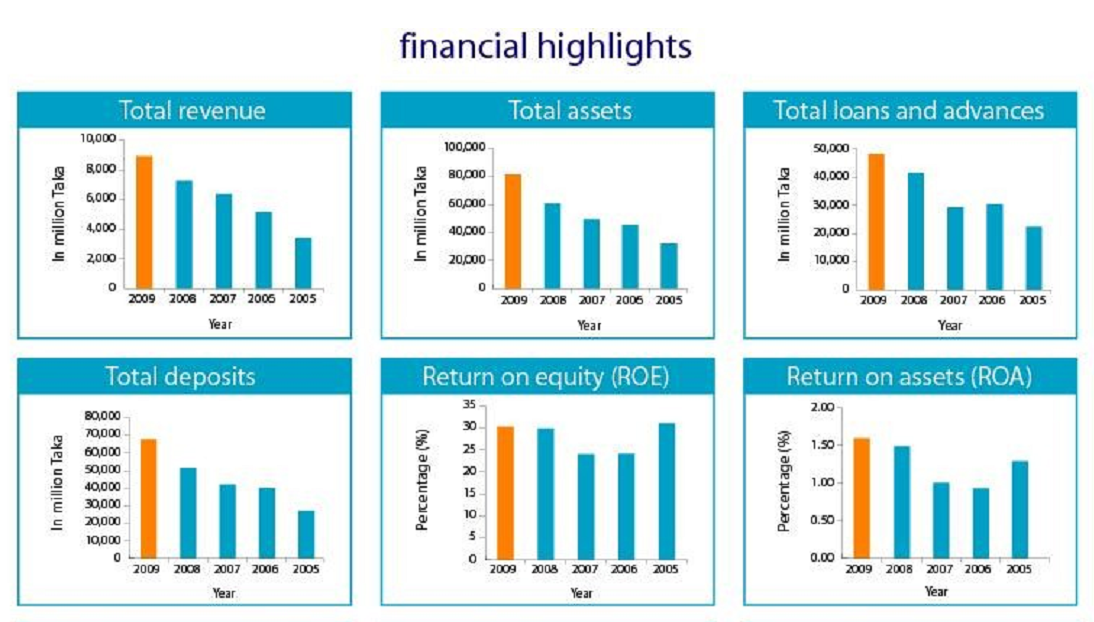 financial highlights
Total revenue
In million Taka
10,000
8,000
6,000
4,000
2,000
0
2009 2008 2007 2005 2005
Year
Total assets
In million Taka
100,000
80,000
60,000
40,000
20,000
0
2009 2008 2007 2005 2005
Year
Total loans and advances
In million Taka
50,000
40,000
30,000
20,000
10,000
0
2009 2008 2007 2006 2005
Year
Total deposits
In million Taka
80,000
70,000
60,000
50,000
40,000
30,000
20,000
10,000
0
2009 2008 2007 2006 2005
Year
Return on equity (ROE)
Percentage (%)
35
30
25
20
15
10
5
0
2009 2008 2007 2006 2005
Year
Return on assets (ROA)
Percentage (%)
2.00
1.50
1.00
0.50
0.00
2009 2008 2007 2006 2005
Year